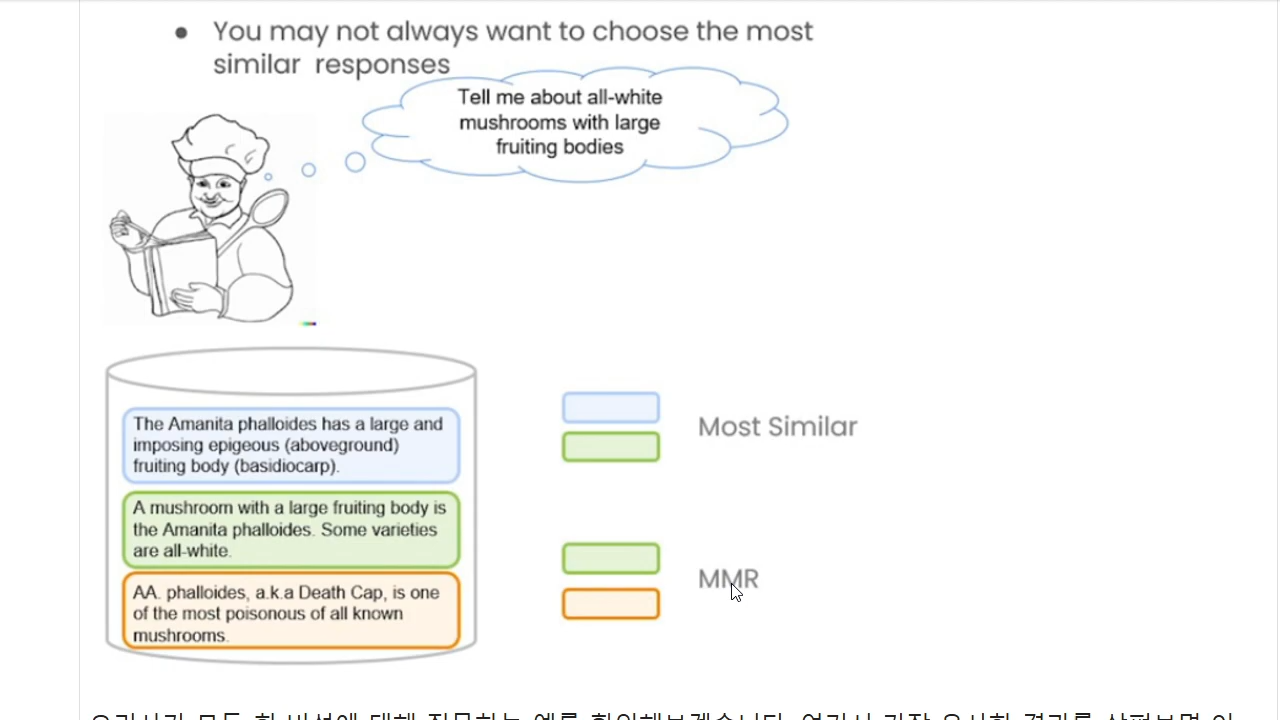 ● You may not always want to choose the most
similar responses
Tell me about all-white
mushrooms with large
fruiting bodies
The Amanita phalloides has a large and
imposing epigeous (aboveground)
fruiting body (basidiocarp).
A mushroom with a large fruiting body is
the Amanita phalloides. Some varieties
are all-white.
AA. phalloides, a.k.a Death Cap, is one
of the most poisonous of all known
mushrooms.
Most Similar
MMR